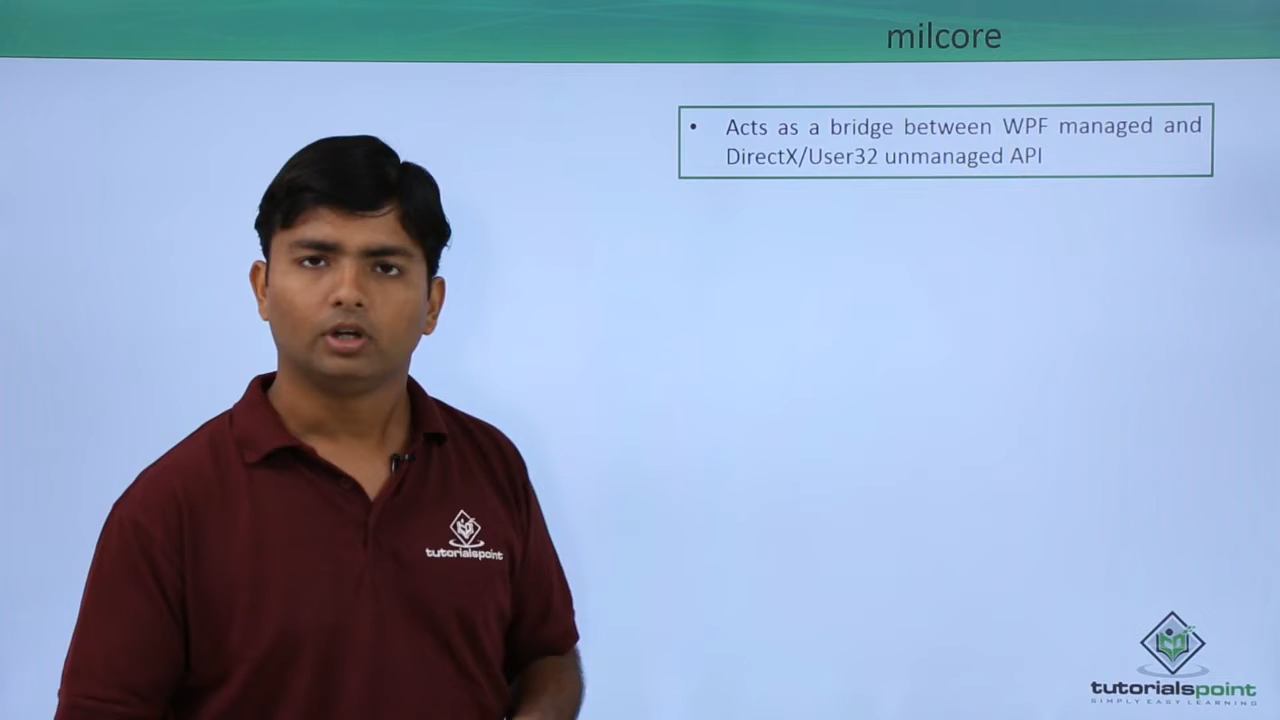 milcore
• Acts as a bridge between WPF managed and
DirectX/User32 unmanaged API
tutorialspoint
tutorialspoint
SIMPLY EASY LEARNING